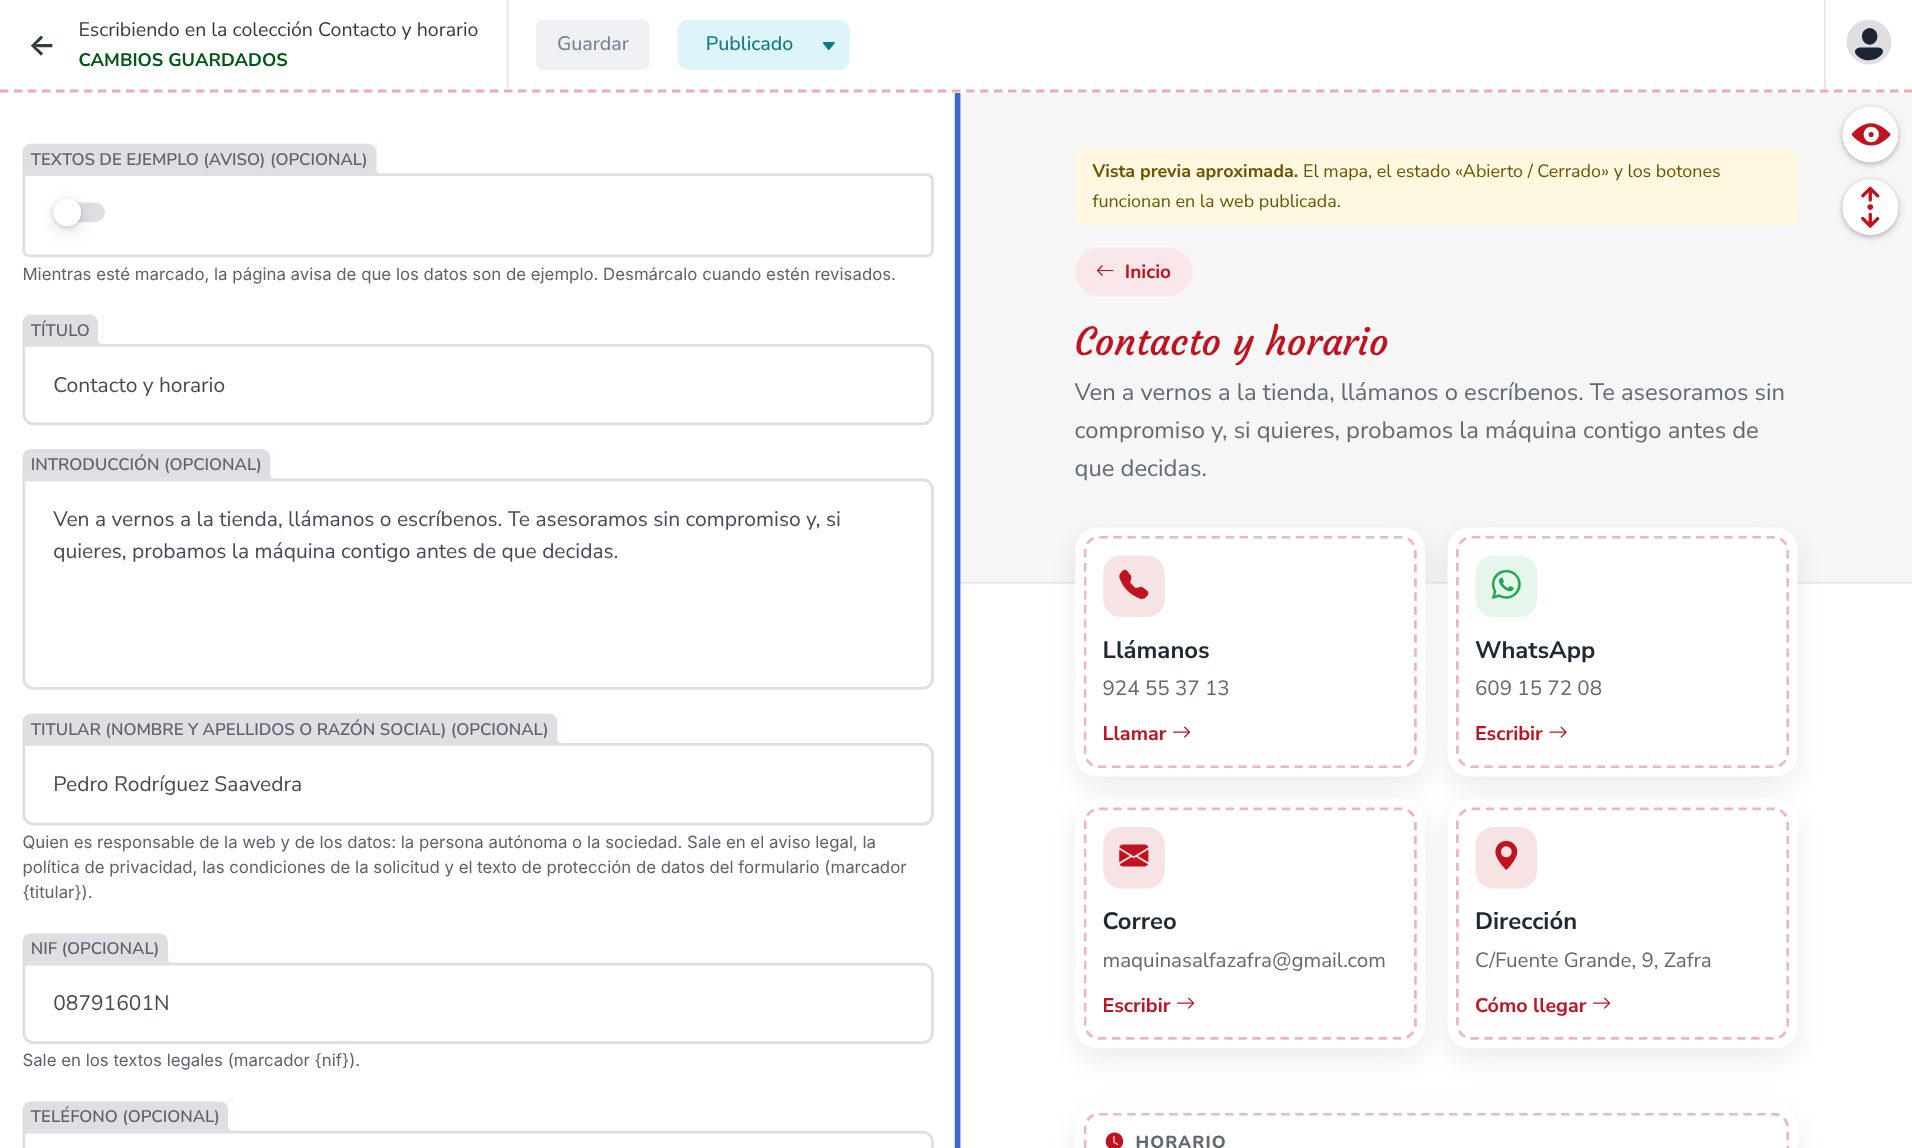 Escribiendo en la colección Contacto y horario
CAMBIOS GUARDADOS
Guardar
Publicado
TEXTOS DE EJEMPLO (AVISO) (OPCIONAL)
Mientras esté marcado, la página avisa de que los datos son de ejemplo. Desmárcalo cuando estén revisados.
TÍTULO
Contacto y horario
INTRODUCCIÓN (OPCIONAL)
Ven a vernos a la tienda, llámanos o escríbenos. Te asesoramos sin compromiso y, si
quieres, probamos la máquina contigo antes de que decidas.
TITULAR (NOMBRE Y APELLIDOS O RAZÓN SOCIAL) (OPCIONAL)
Pedro Rodríguez Saavedra
Quien es responsable de la web y de los datos: la persona autónoma o la sociedad. Sale en el aviso legal, la
política de privacidad, las condiciones de la solicitud y el texto de protección de datos del formulario (marcador
{titular}).
NIF (OPCIONAL)
08791601N
Sale en los textos legales (marcador {nif}).
TELÉFONO (OPCIONAL)
Vista previa aproximada. El mapa, el estado «Abierto / Cerrado» y los botones
funcionan en la web publicada.
← Inicio
Contacto y horario
Ven a vernos a la tienda, llámanos o escríbenos. Te asesoramos sin
compromiso y, si quieres, probamos la máquina contigo antes de
que decidas.
Llámanos
924 55 37 13
Llamar →
WhatsApp
609 15 72 08
Escribir →
Correo
maquinasalfazafra@gmail.com
Escribir →
Dirección
C/Fuente Grande, 9, Zafra
Cómo llegar →
HORARIO